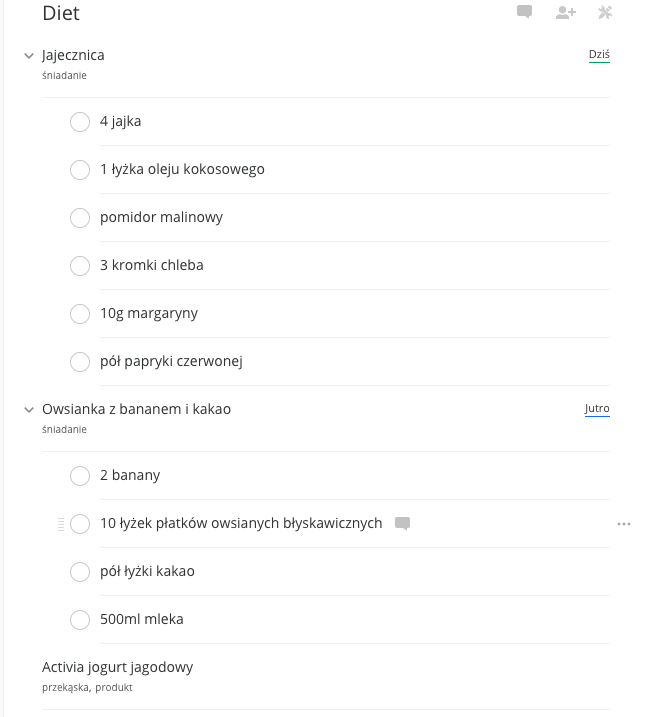 Diet
Jajecznica Dziś
śniadanie
4 jajka
1 łyżka oleju kokosowego
pomidor malinowy
3 kromki chleba
10g margaryny
pół papryki czerwonej
Owsianka z bananem i kakao Jutro
śniadanie
2 banany
10 łyżek płatków owsianych błyskawicznych
pół łyżki kakao
500ml mleka
Activia jogurt jagodowy
przekąska, produkt